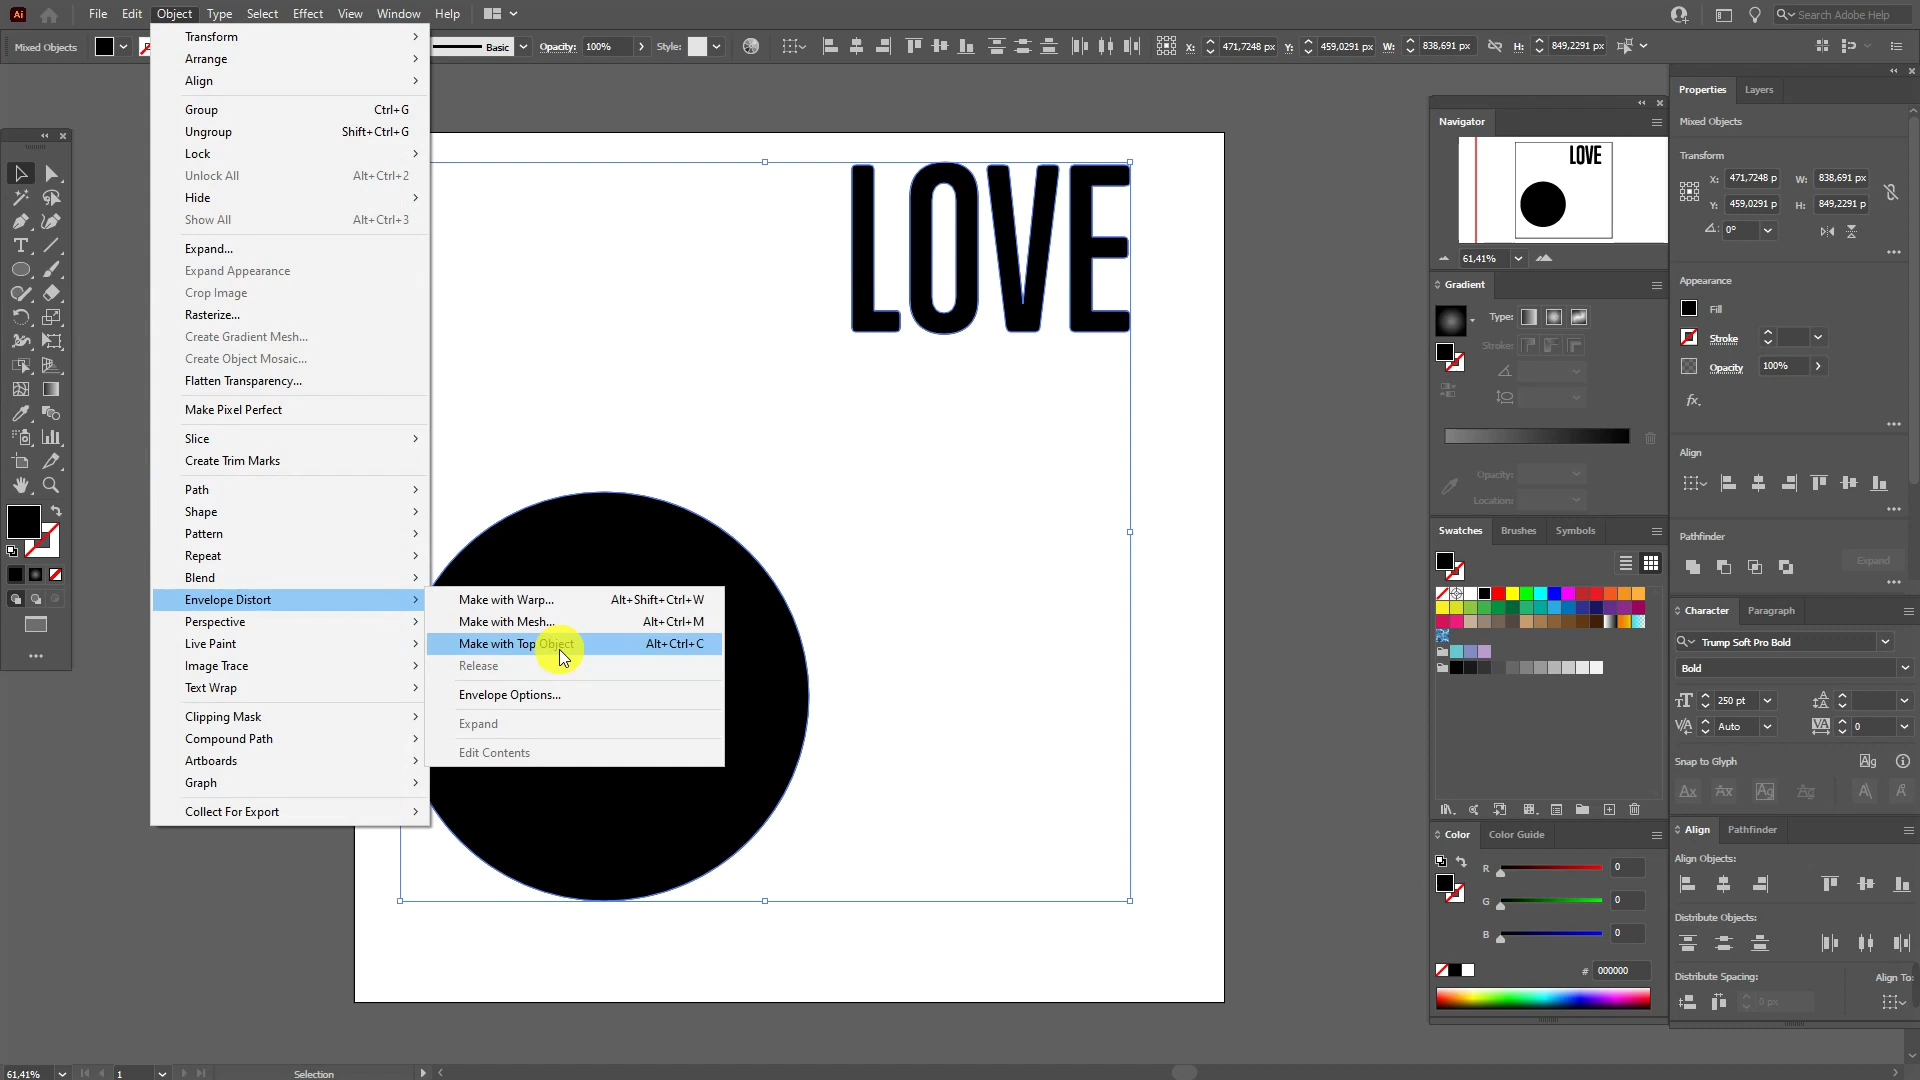 Ai File Edit Object Type Select Effect View Window Help Search Adobe Help
Mixed Objects Basic Opacity: 100% Style: X: 471,7248 px Y: 459,0291 px W: 838,691 px H: 849,2291 px
Transform
Arrange
Align
Group Ctrl+G
Ungroup Shift+Ctrl+G
Lock
Unlock All Alt+Ctrl+2
Hide
Show All Alt+Ctrl+3
Expand...
Expand Appearance
Crop Image
Rasterize...
Create Gradient Mesh...
Create Object Mosaic...
Flatten Transparency...
Make Pixel Perfect
Slice
Create Trim Marks
Path
Shape
Pattern
Repeat
Blend
Envelope Distort
Perspective
Live Paint
Image Trace
Text Wrap
Clipping Mask
Compound Path
Artboards
Graph
Collect For Export
Make with Warp... Alt+Shift+Ctrl+W
Make with Mesh... Alt+Ctrl+M
Make with Top Object Alt+Ctrl+C
Release
Envelope Options...
Expand
Edit Contents
LOVE
Navigator
LOVE
61,41%
Gradient
Type:
Stroke:
Opacity:
Location:
Swatches Brushes Symbols
Color Color Guide
R 0
G 0
B 0
# 000000
Properties Layers
Mixed Objects
Transform
X: 471,7248 p W: 838,691 px
Y: 459,0291 p H: 849,2291 p
0°
Appearance
Fill
Stroke
Opacity 100%
fx.
Align
Pathfinder
Expand
Character Paragraph
Trump Soft Pro Bold
Bold
250 pt
Auto 0
Snap to Glyph
Align Pathfinder
Align Objects:
Distribute Objects:
Distribute Spacing: Align To:
0 px
61,41% 1 Selection